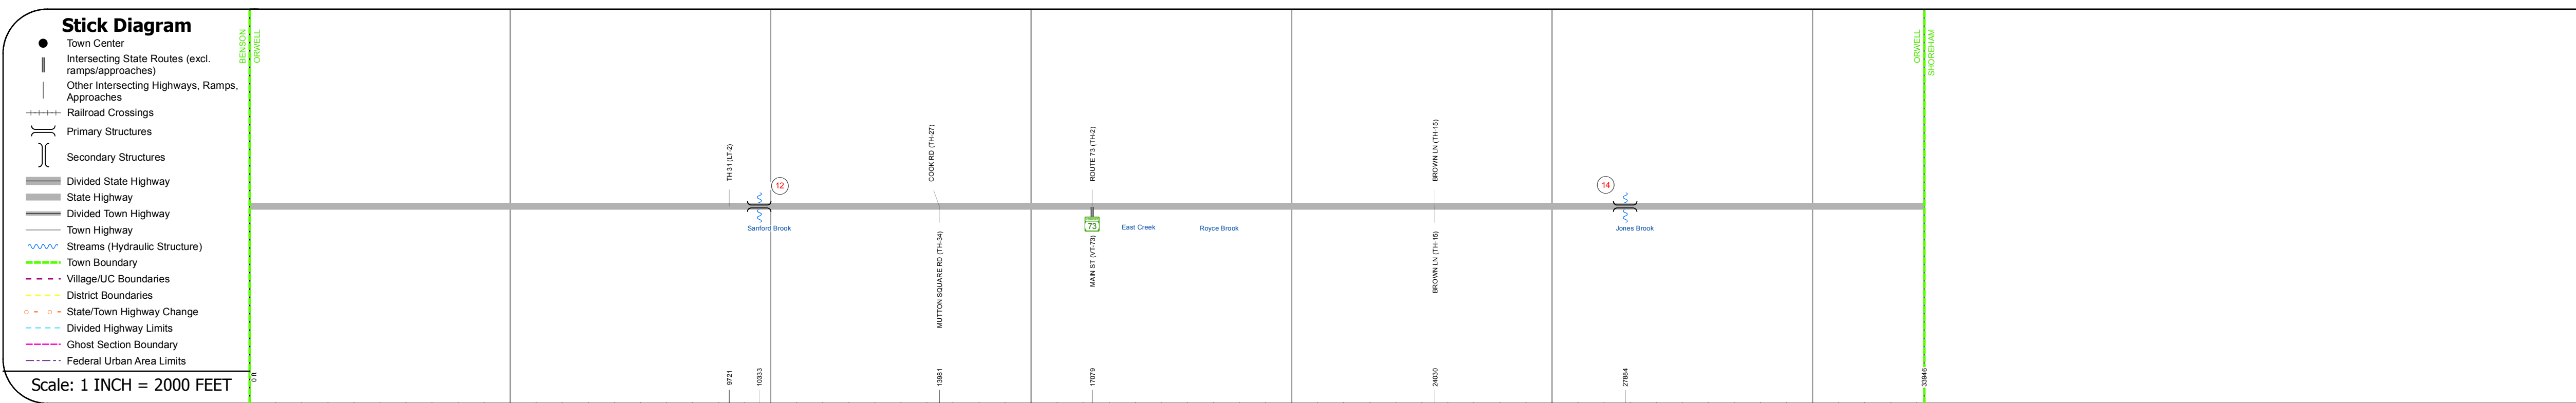 Stick Diagram
Town Center
Intersecting State Routes (excl.
ramps/approaches)
Other Intersecting Highways, Ramps,
Approaches
Railroad Crossings
Primary Structures
Secondary Structures
Divided State Highway
State Highway
Divided Town Highway
Town Highway
Streams (Hydraulic Structure)
Town Boundary
Village/UC Boundaries
District Boundaries
State/Town Highway Change
Divided Highway Limits
Ghost Section Boundary
Federal Urban Area Limits
Scale: 1 INCH = 2000 FEET
BENSON
ORWELL
0 ft
TH 31 (LT-2)
9721
12
Sanford Brook
10333
COOK RD (TH-27)
MUTTON SQUARE RD (TH-34)
13981
ROUTE 73 (TH-2)
73
MAIN ST (VT-73)
17079
East Creek
Royce Brook
BROWN LN (TH-15)
BROWN LN (TH-15)
24030
14
Jones Brook
27884
ORWELL
SHOREHAM
33946